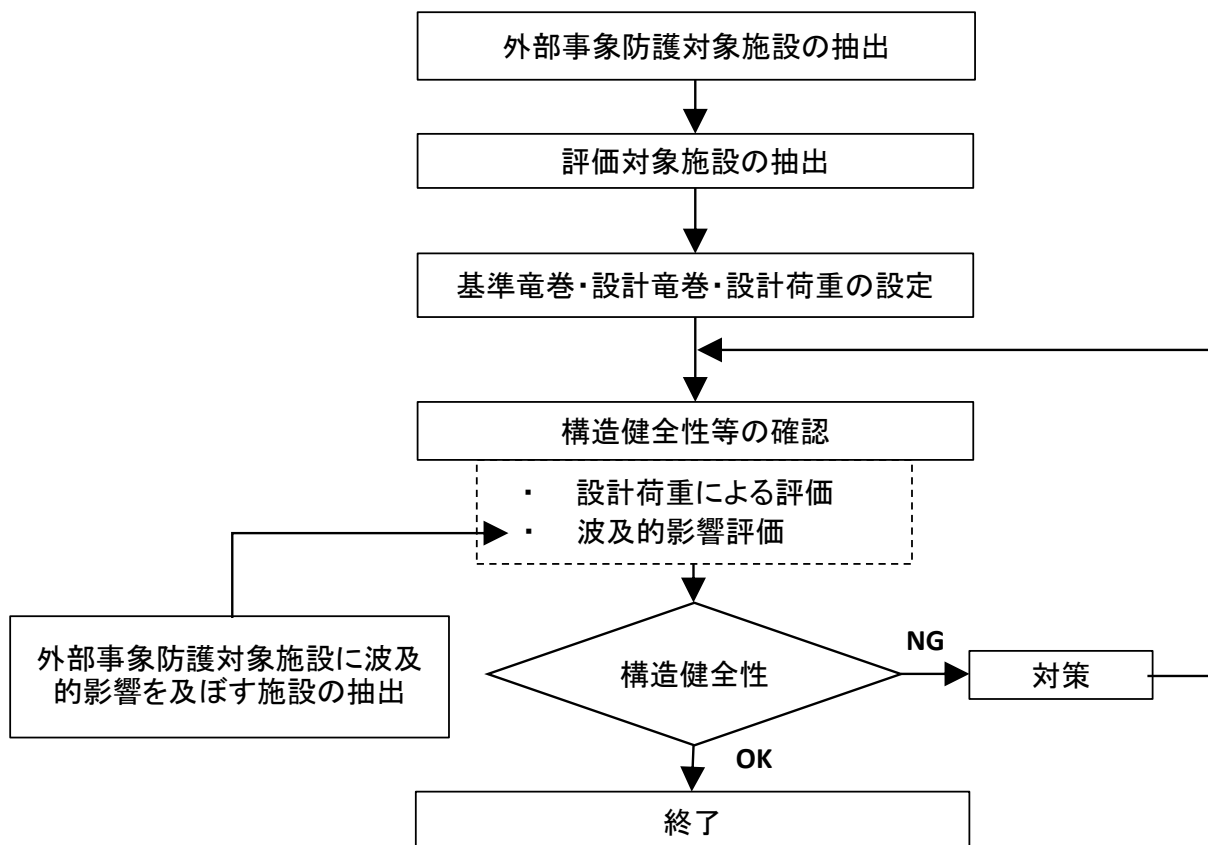 外部事象防護対象施設の抽出
評価対象施設の抽出
基準竜巻・設計竜巻・設計荷重の設定
構造健全性等の確認
・ 設計荷重による評価
・ 波及的影響評価
外部事象防護対象施設に波及
的影響を及ぼす施設の抽出
構造健全性
NG
対策
OK
終了